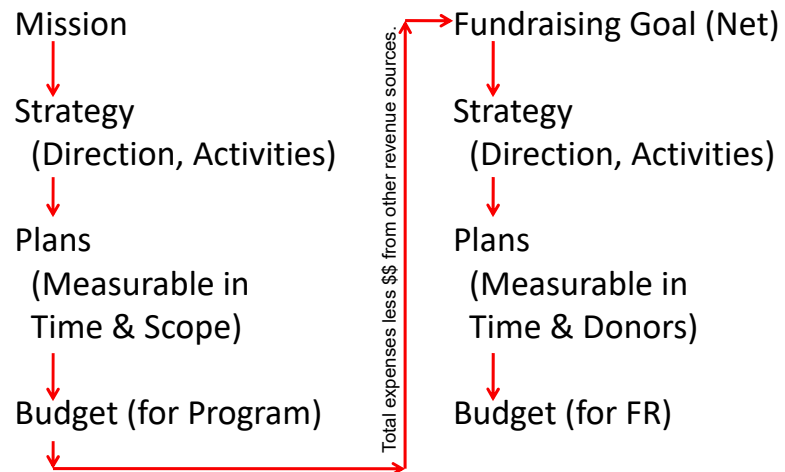 Mission
Strategy
(Direction, Activities)
Plans
(Measurable in
Time & Scope)
Budget (for Program)
Total expenses less $$ from other revenue sources.
Fundraising Goal (Net)
Strategy
(Direction, Activities)
Plans
(Measurable in
Time & Donors)
Budget (for FR)